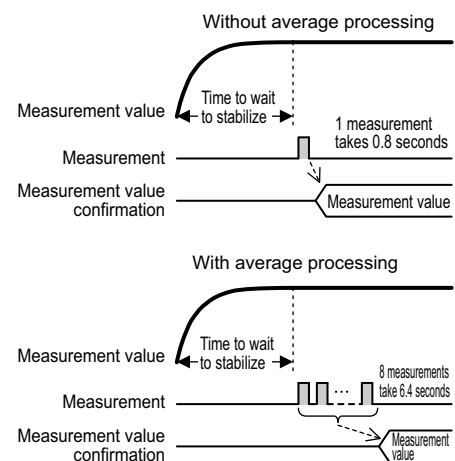 Without average processing
Measurement value
Time to wait
to stabilize
1 measurement
takes 0.8 seconds
Measurement
Measurement value
confirmation
Measurement value
With average processing
Measurement value
Time to wait
to stabilize
8 measurements
take 6.4 seconds
Measurement
...
Measurement value
confirmation
Measurement
value